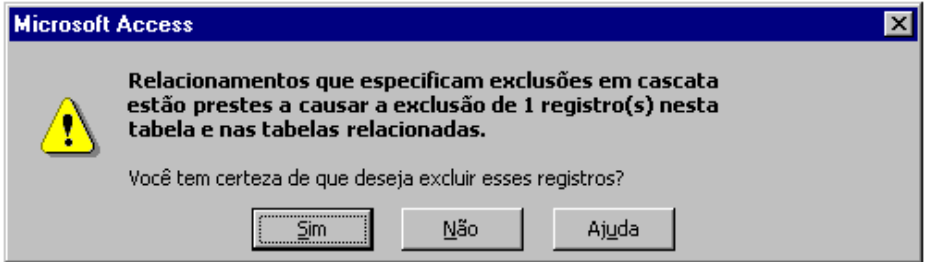 Microsoft Access
Relacionamentos que especificam exclusões em cascata
estão prestes a causar a exclusão de 1 registro(s) nesta
tabela e nas tabelas relacionadas.
Você tem certeza de que deseja excluir esses registros?
Sim Não Ajuda